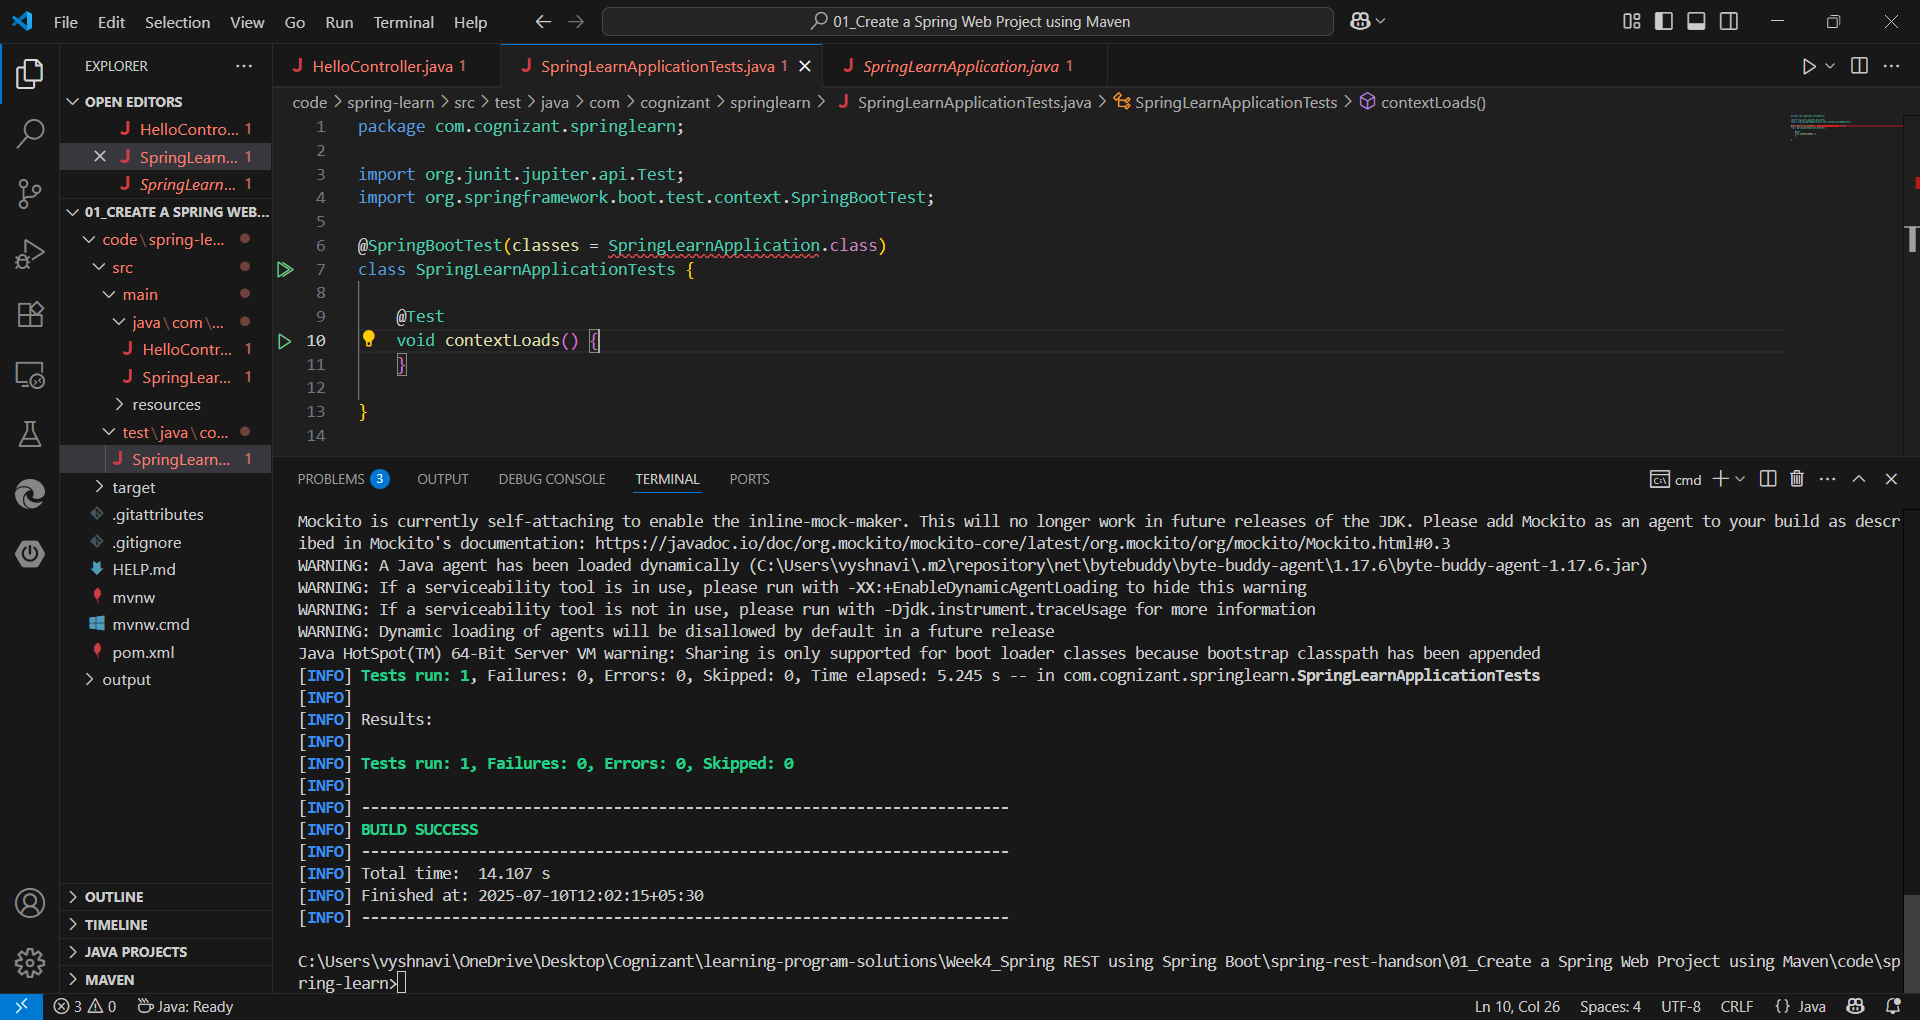 File Edit Selection View Go Run Terminal Help
01_Create a Spring Web Project using Maven
EXPLORER
OPEN EDITORS
HelloContro... 1
SpringLearn... 1
SpringLearn... 1
01_CREATE A SPRING WEB...
code\spring-le...
src
main
java\com\...
HelloContr... 1
SpringLear... 1
resources
test\java\co...
SpringLearn... 1
target
.gitattributes
.gitignore
HELP.md
mvnw
mvnw.cmd
pom.xml
output
OUTLINE
TIMELINE
JAVA PROJECTS
MAVEN
HelloController.java 1
SpringLearnApplicationTests.java 1
SpringLearnApplication.java 1
code > spring-learn > src > test > java > com > cognizant > springlearn > SpringLearnApplicationTests.java > SpringLearnApplicationTests > contextLoads()
1 package com.cognizant.springlearn;
2
3 import org.junit.jupiter.api.Test;
4 import org.springframework.boot.test.context.SpringBootTest;
5
6 @SpringBootTest(classes = SpringLearnApplication.class)
7 class SpringLearnApplicationTests {
8
9 @Test
10 void contextLoads() {
11 }
12
13 }
14
PROBLEMS 3 OUTPUT DEBUG CONSOLE TERMINAL PORTS
cmd
Mockito is currently self-attaching to enable the inline-mock-maker. This will no longer work in future releases of the JDK. Please add Mockito as an agent to your build as descr
ibed in Mockito's documentation: https://javadoc.io/doc/org.mockito/mockito-core/latest/org.mockito/org/mockito/Mockito.html#0.3
WARNING: A Java agent has been loaded dynamically (C:\Users\vyshnavi\.m2\repository\net\bytebuddy\byte-buddy-agent\1.17.6\byte-buddy-agent-1.17.6.jar)
WARNING: If a serviceability tool is in use, please run with -XX:+EnableDynamicAgentLoading to hide this warning
WARNING: If a serviceability tool is not in use, please run with -Djdk.instrument.traceUsage for more information
WARNING: Dynamic loading of agents will be disallowed by default in a future release
Java HotSpot(TM) 64-Bit Server VM warning: Sharing is only supported for boot loader classes because bootstrap classpath has been appended
[INFO] Tests run: 1, Failures: 0, Errors: 0, Skipped: 0, Time elapsed: 5.245 s -- in com.cognizant.springlearn.SpringLearnApplicationTests
[INFO]
[INFO] Results:
[INFO]
[INFO] Tests run: 1, Failures: 0, Errors: 0, Skipped: 0
[INFO]
[INFO] ------------------------------------------------------------------------
[INFO] BUILD SUCCESS
[INFO] ------------------------------------------------------------------------
[INFO] Total time:  14.107 s
[INFO] Finished at: 2025-07-10T12:02:15+05:30
[INFO] ------------------------------------------------------------------------
C:\Users\vyshnavi\OneDrive\Desktop\Cognizant\learning-program-solutions\Week4_Spring REST using Spring Boot\spring-rest-handson\01_Create a Spring Web Project using Maven\code\sp
ring-learn>
3 0 Java: Ready
Ln 10, Col 26 Spaces: 4 UTF-8 CRLF {} Java